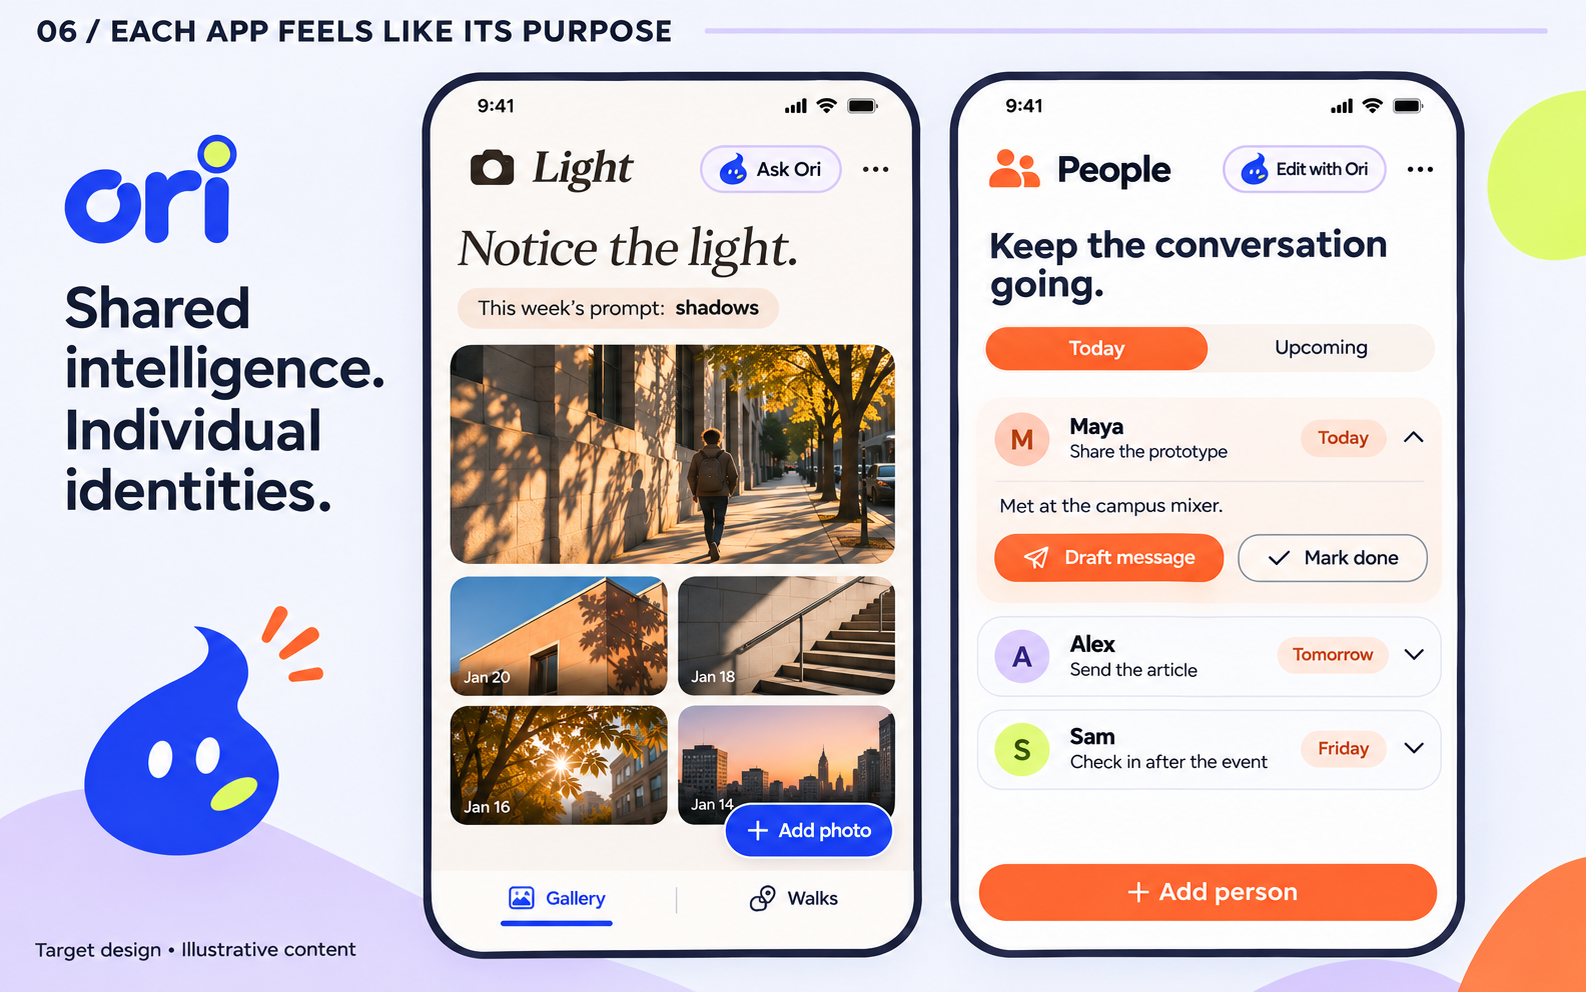 06 / EACH APP FEELS LIKE ITS PURPOSE
ori
Shared
intelligence.
Individual
identities.
Target design • Illustrative content
9:41
Light
Ask Ori
Notice the light.
This week's prompt: shadows
Jan 20
Jan 18
Jan 16
Jan 14
+ Add photo
Gallery
Walks
9:41
People
Edit with Ori
Keep the conversation
going.
Today
Upcoming
M
Maya
Share the prototype
Today
Met at the campus mixer.
Draft message
Mark done
A
Alex
Send the article
Tomorrow
S
Sam
Check in after the event
Friday
+ Add person